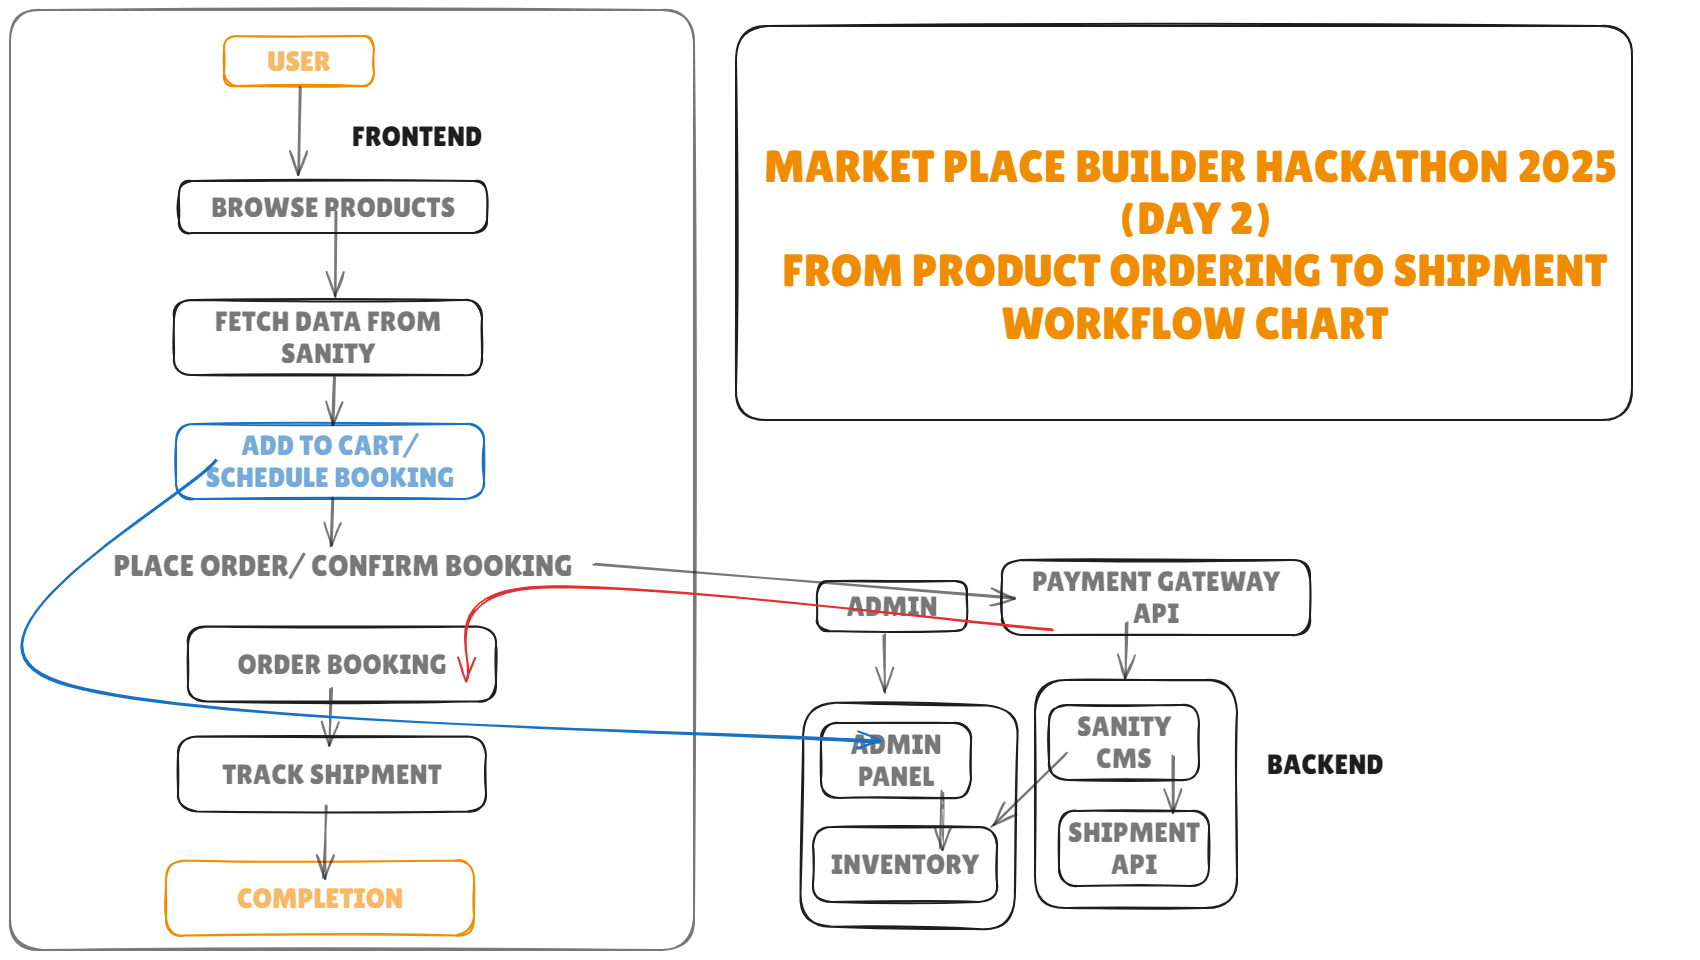 USER
FRONTEND
BROWSE PRODUCTS
FETCH DATA FROM
SANITY
ADD TO CART/
SCHEDULE BOOKING
PLACE ORDER/ CONFIRM BOOKING
ORDER BOOKING
TRACK SHIPMENT
COMPLETION
MARKET PLACE BUILDER HACKATHON 2025
(DAY 2)
FROM PRODUCT ORDERING TO SHIPMENT
WORKFLOW CHART
ADMIN
PAYMENT GATEWAY
API
ADMIN
PANEL
INVENTORY
SANITY
CMS
SHIPMENT
API
BACKEND